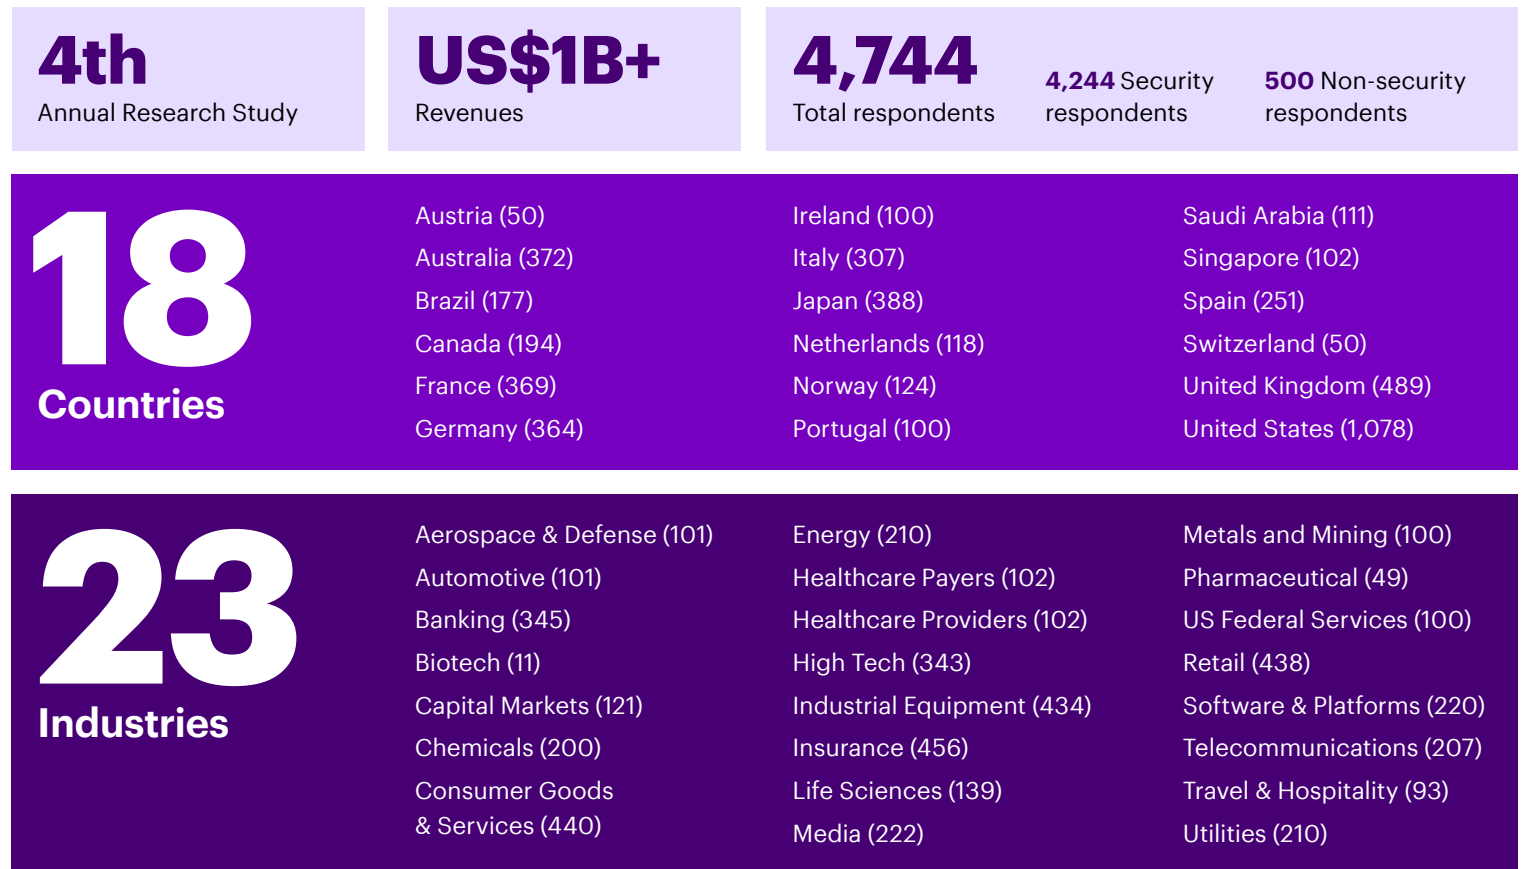 4th
Annual Research Study
US$1B+
Revenues
4,744
Total respondents
4,244 Security
respondents
500 Non-security
respondents
18
Countries
Austria (50)
Australia (372)
Brazil (177)
Canada (194)
France (369)
Germany (364)
Ireland (100)
Italy (307)
Japan (388)
Netherlands (118)
Norway (124)
Portugal (100)
Saudi Arabia (111)
Singapore (102)
Spain (251)
Switzerland (50)
United Kingdom (489)
United States (1,078)
23
Industries
Aerospace & Defense (101)
Automotive (101)
Banking (345)
Biotech (11)
Capital Markets (121)
Chemicals (200)
Consumer Goods
& Services (440)
Energy (210)
Healthcare Payers (102)
Healthcare Providers (102)
High Tech (343)
Industrial Equipment (434)
Insurance (456)
Life Sciences (139)
Media (222)
Metals and Mining (100)
Pharmaceutical (49)
US Federal Services (100)
Retail (438)
Software & Platforms (220)
Telecommunications (207)
Travel & Hospitality (93)
Utilities (210)